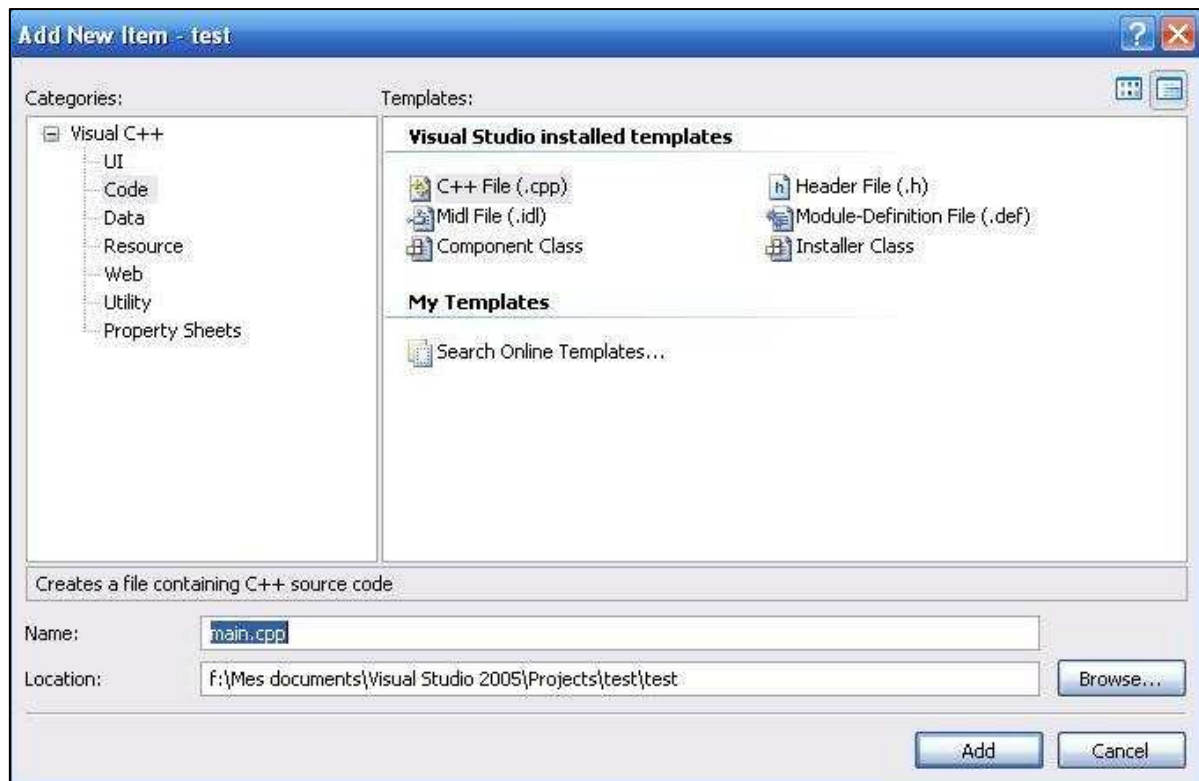 Add New Item - test
Categories:
Templates:
Visual C++
UI
Code
Data
Resource
Web
Utility
Property Sheets
Visual Studio installed templates
C++ File (.cpp)
Header File (.h)
Midl File (.idl)
Module-Definition File (.def)
Component Class
Installer Class
My Templates
Search Online Templates...
Creates a file containing C++ source code
Name:
main.cpp
Location:
f:\Mes documents\Visual Studio 2005\Projects\test\test
Browse...
Add
Cancel